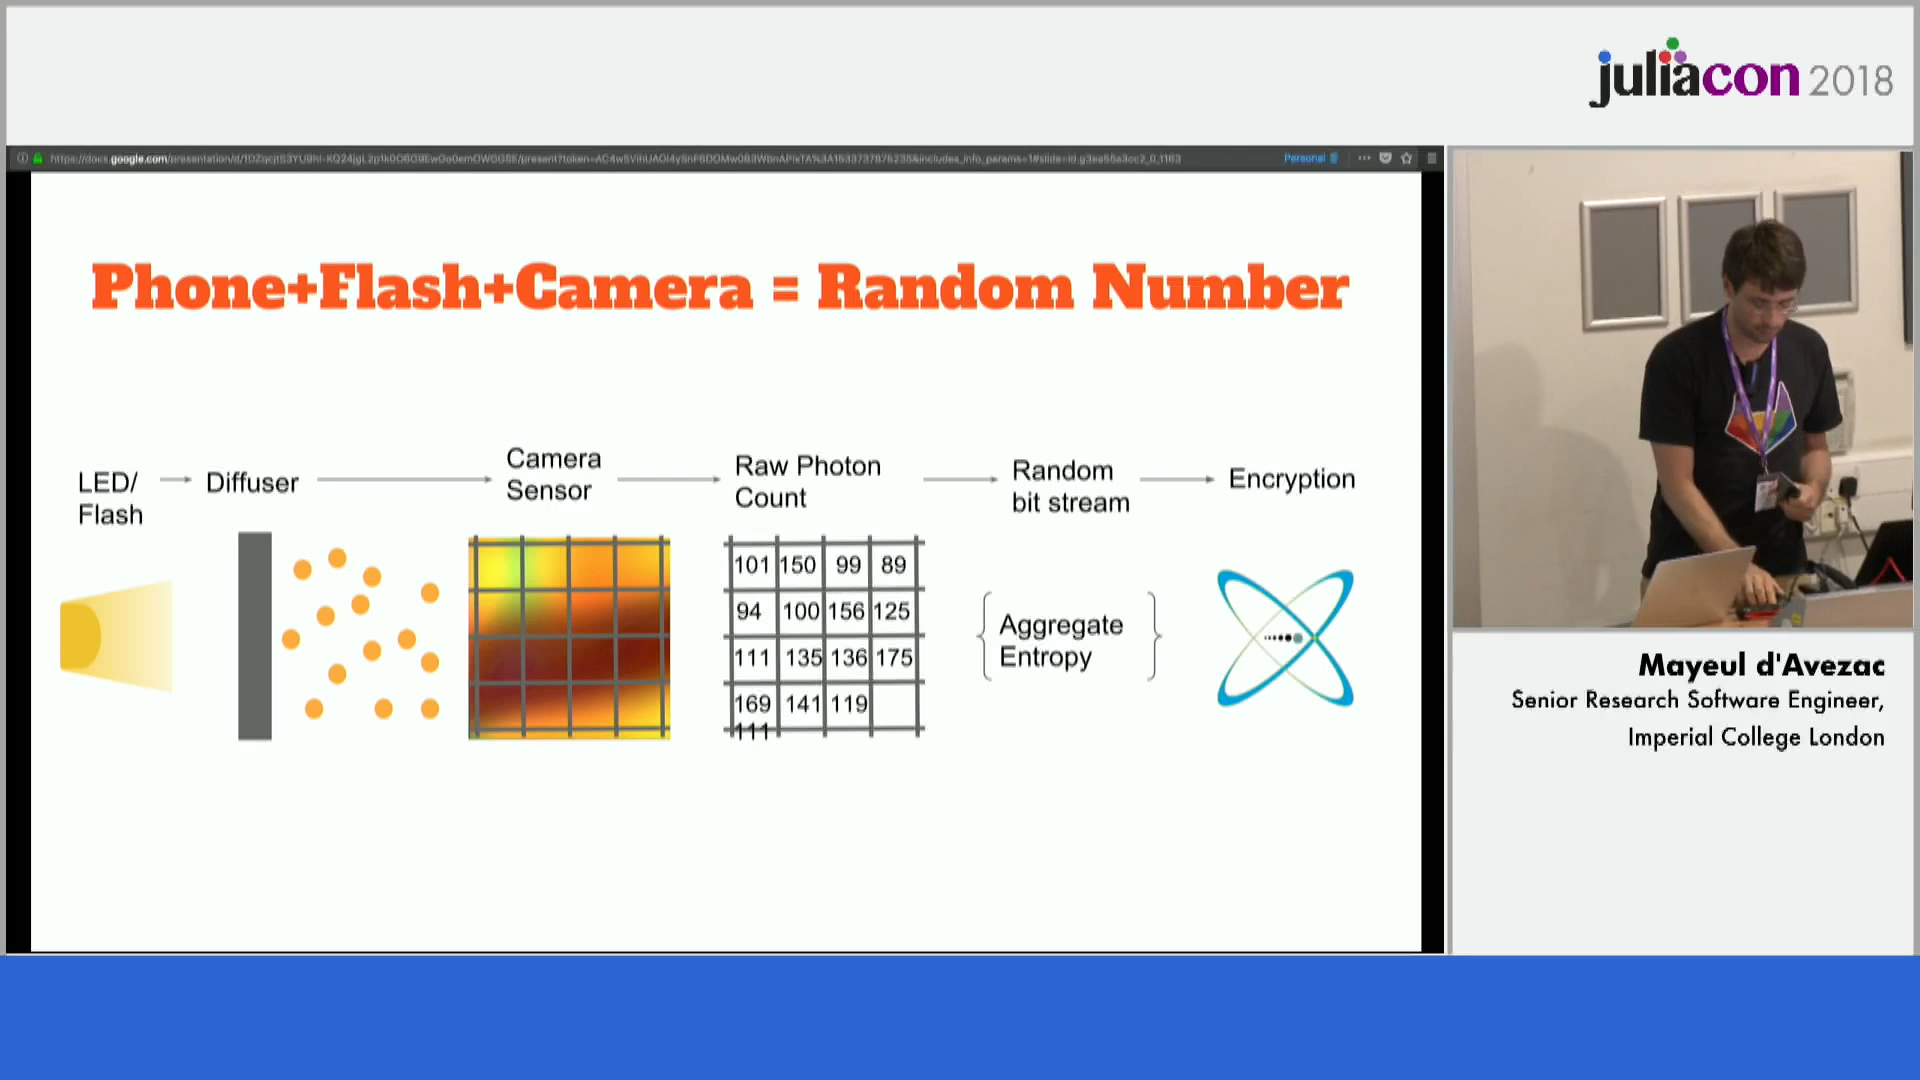 juliacon 2018
Personal
Phone+Flash+Camera = Random Number
LED/
Flash
Diffuser
Camera
Sensor
Raw Photon
Count
Random
bit stream
Encryption
101 150 99 89
94 100 156 125
111 135 136 175
169 141 119
111
Aggregate
Entropy
Mayeul d'Avezac
Senior Research Software Engineer,
Imperial College London